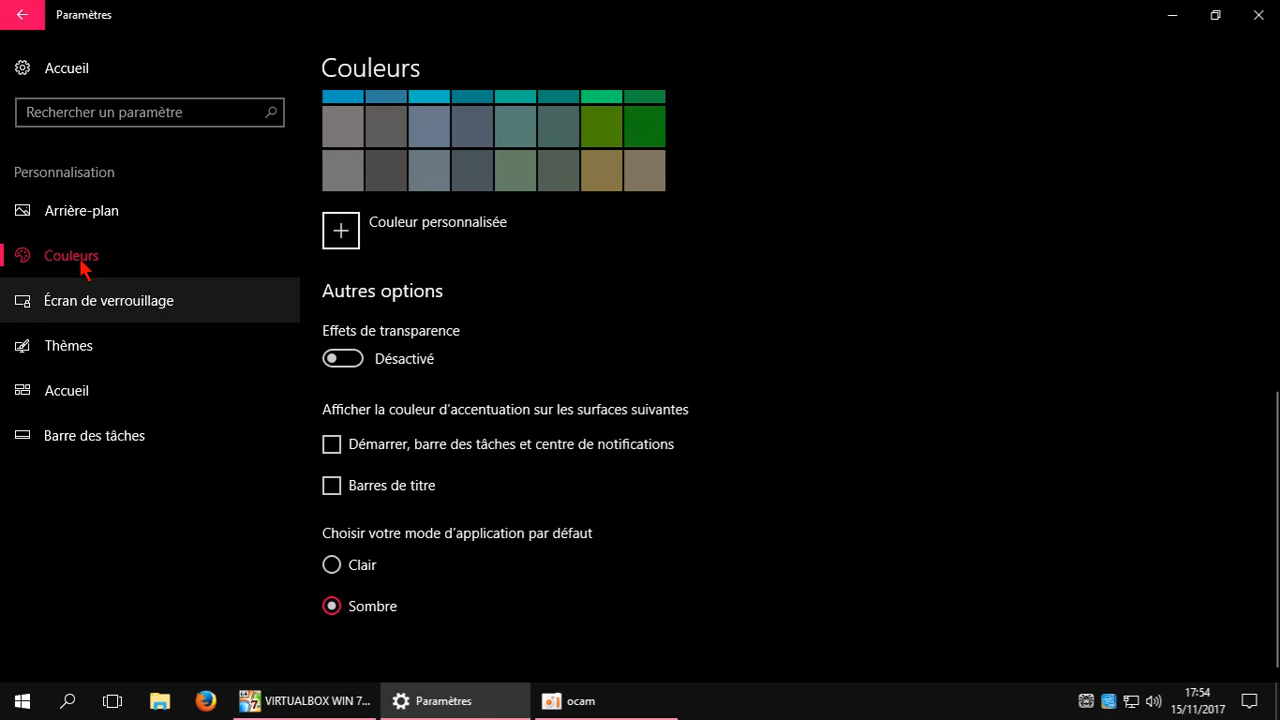 Paramètres
Accueil
Rechercher un paramètre
Personnalisation
Arrière-plan
Couleurs
Écran de verrouillage
Thèmes
Accueil
Barre des tâches
Couleurs
Couleur personnalisée
Autres options
Effets de transparence
Désactivé
Afficher la couleur d’accentuation sur les surfaces suivantes
Démarrer, barre des tâches et centre de notifications
Barres de titre
Choisir votre mode d’application par défaut
Clair
Sombre
VIRTUALBOX WIN 7...
Paramètres
ocam
17:54
15/11/2017